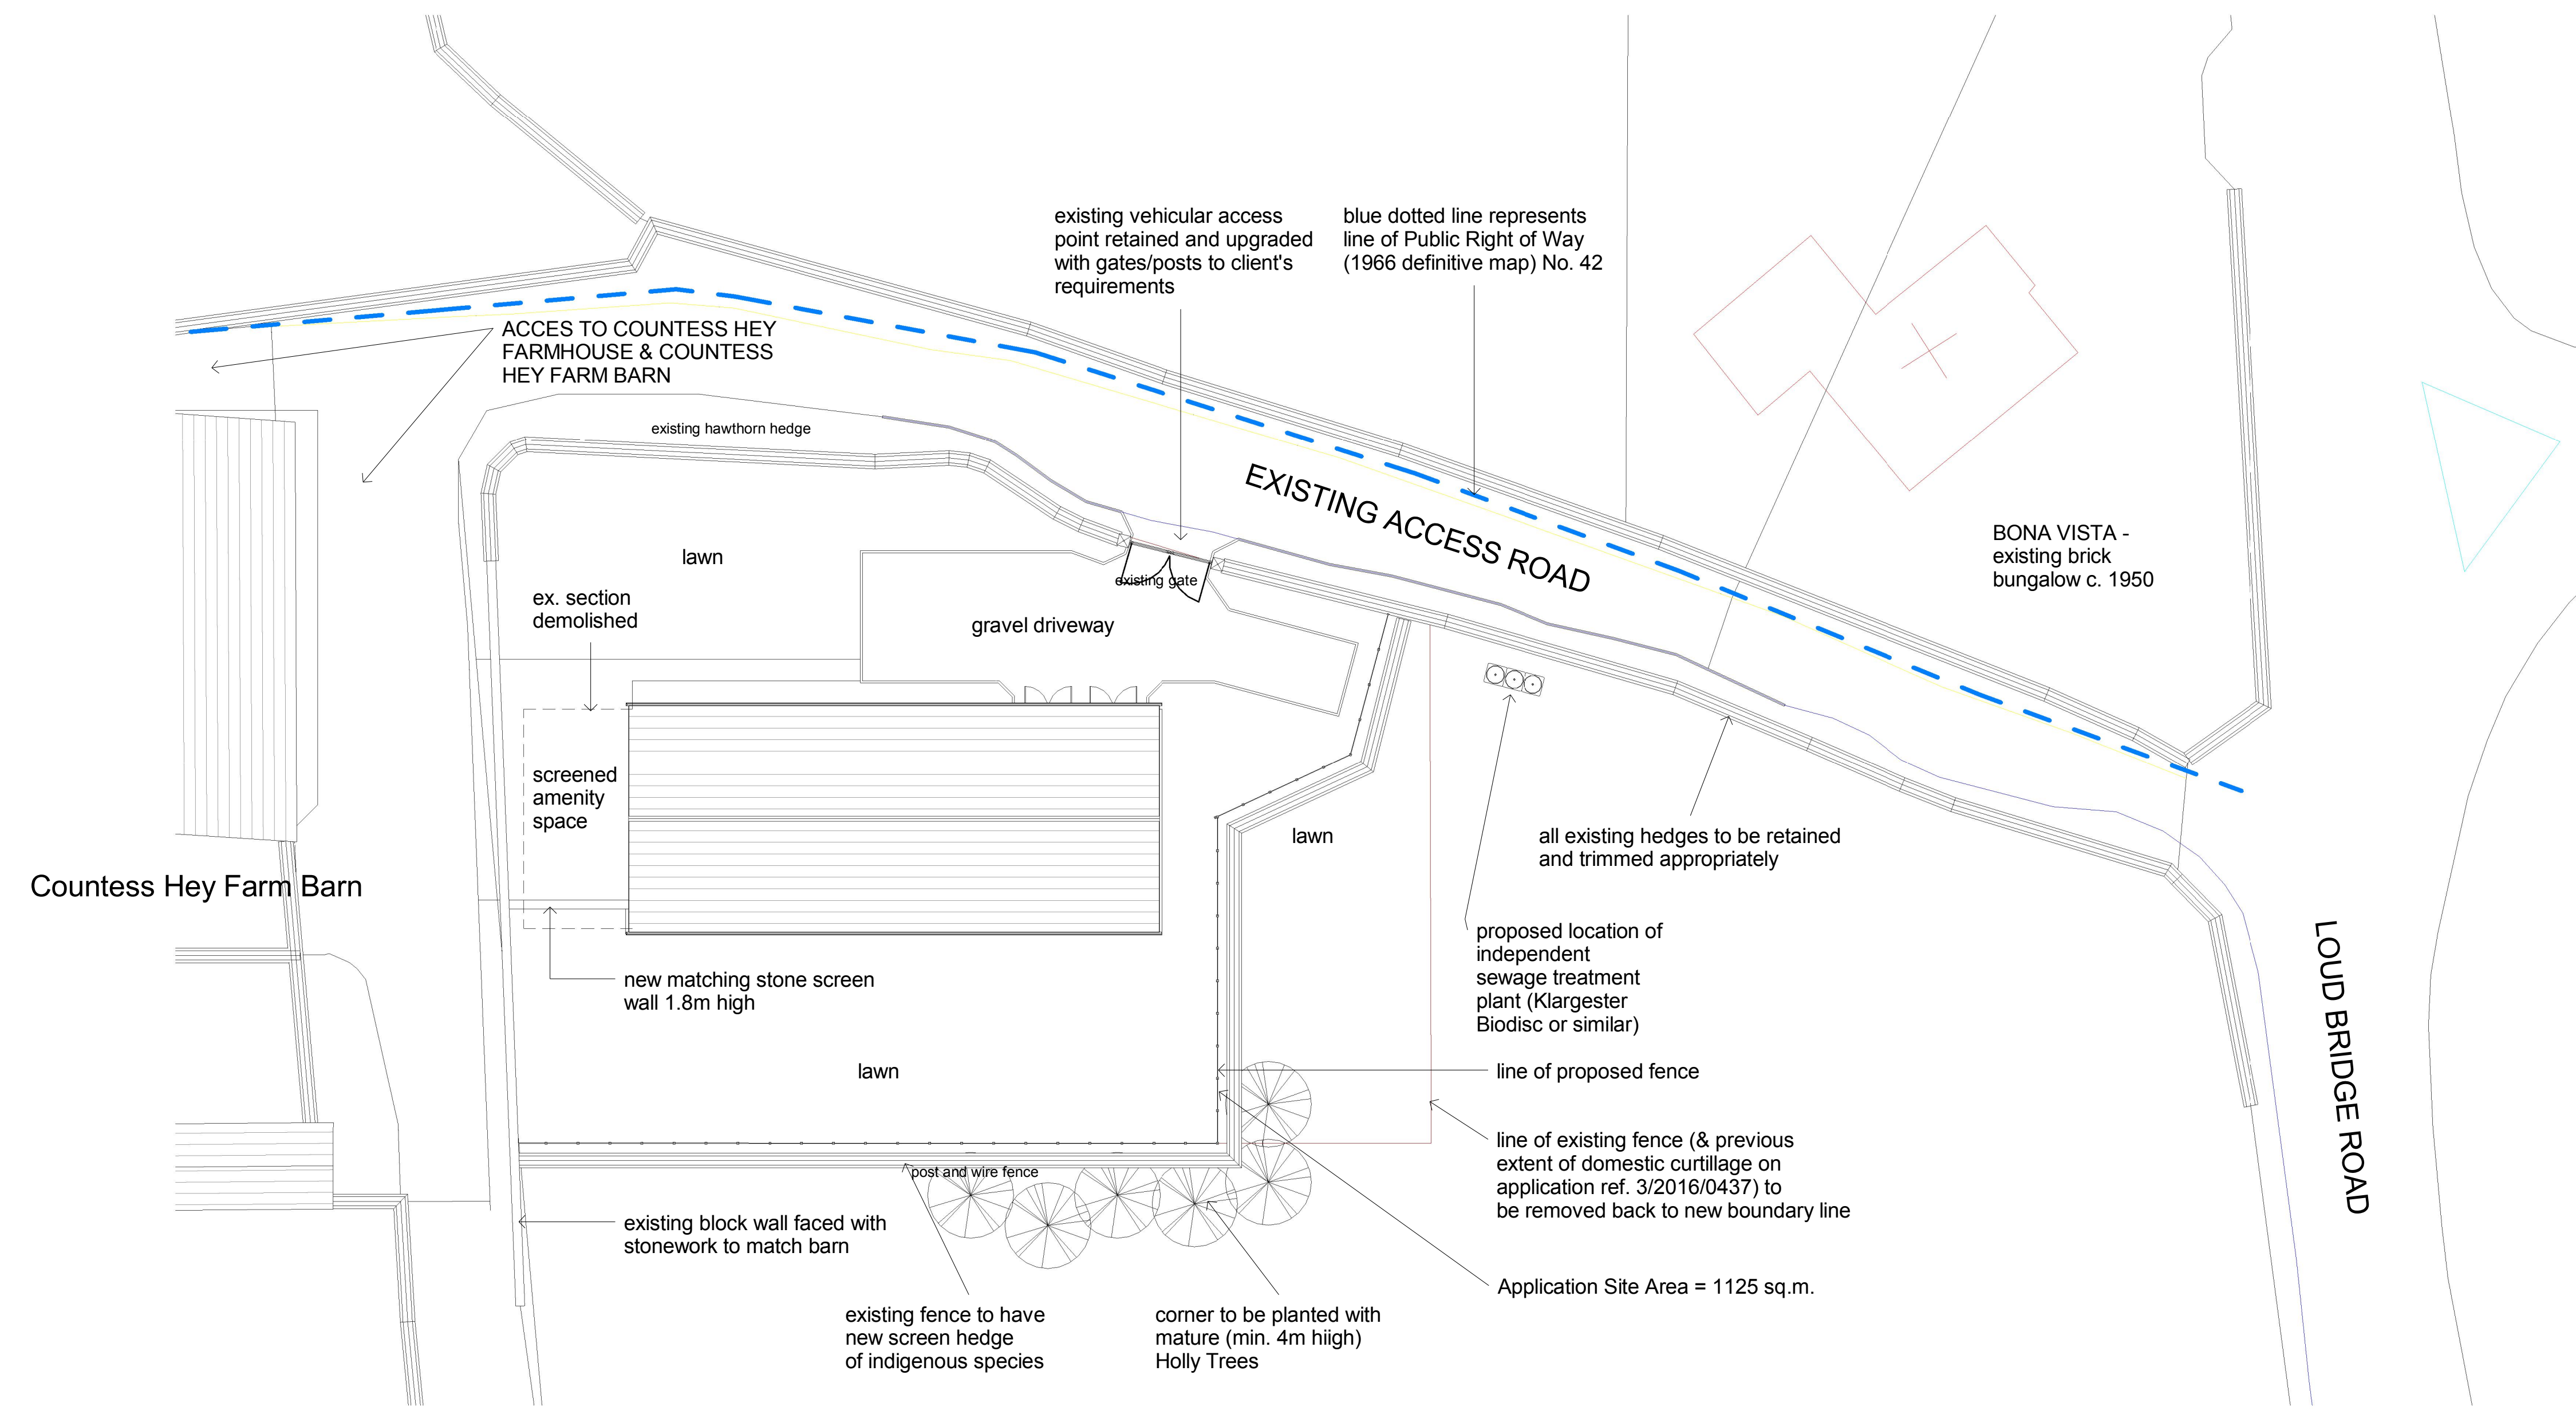 existing vehicular access
point retained and upgraded
with gates/posts to client's
requirements
blue dotted line represents
line of Public Right of Way
(1966 definitive map) No. 42
ACCES TO COUNTESS HEY
FARMHOUSE & COUNTESS
HEY FARM BARN
existing hawthorn hedge
EXISTING ACCESS ROAD
BONA VISTA -
existing brick
bungalow c. 1950
lawn
existing gate
ex. section
demolished
gravel driveway
screened
amenity
space
lawn
all existing hedges to be retained
and trimmed appropriately
Countess Hey Farm Barn
proposed location of
independent
sewage treatment
plant (Klargester
Biodisc or similar)
LOUD BRIDGE ROAD
new matching stone screen
wall 1.8m high
lawn
line of proposed fence
line of existing fence (& previous
extent of domestic curtillage on
application ref. 3/2016/0437) to
be removed back to new boundary line
post and wire fence
existing block wall faced with
stonework to match barn
Application Site Area = 1125 sq.m.
existing fence to have
new screen hedge
of indigenous species
corner to be planted with
mature (min. 4m hiigh)
Holly Trees